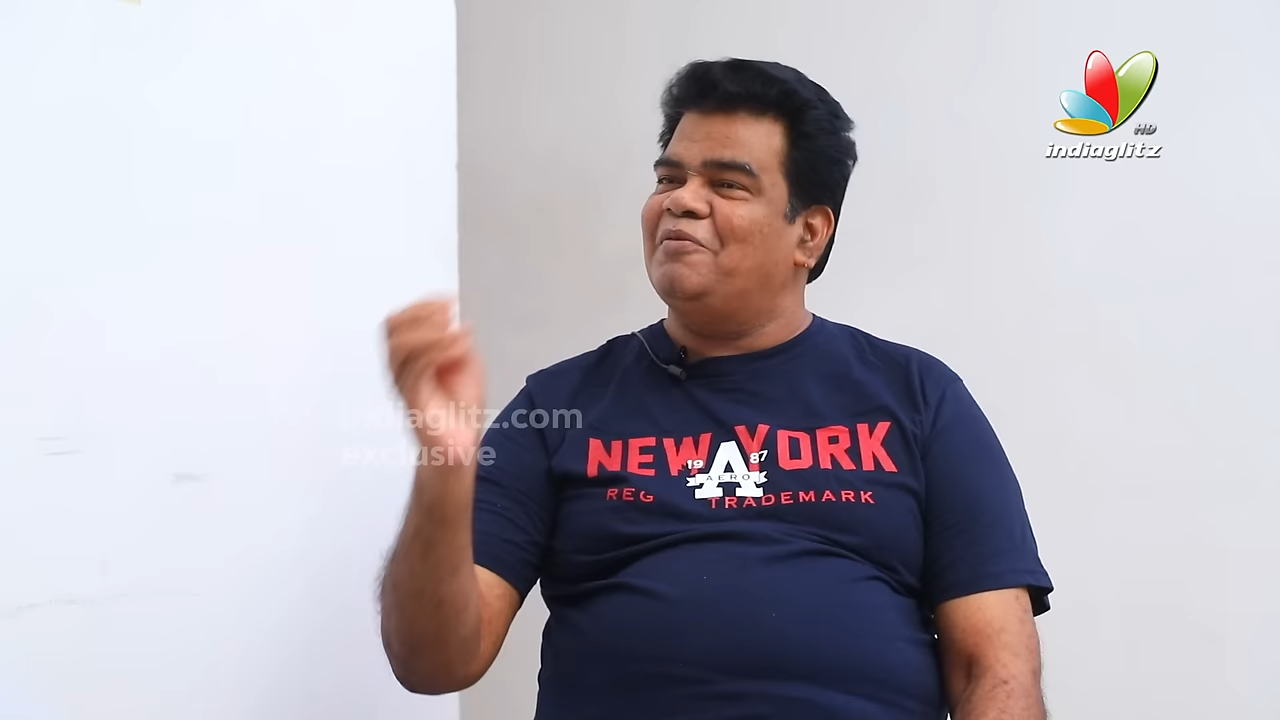 HD
indiaglitz
indiaglitz.com
exclusive
NEW YORK
19 87
AERO
REG TRADEMARK